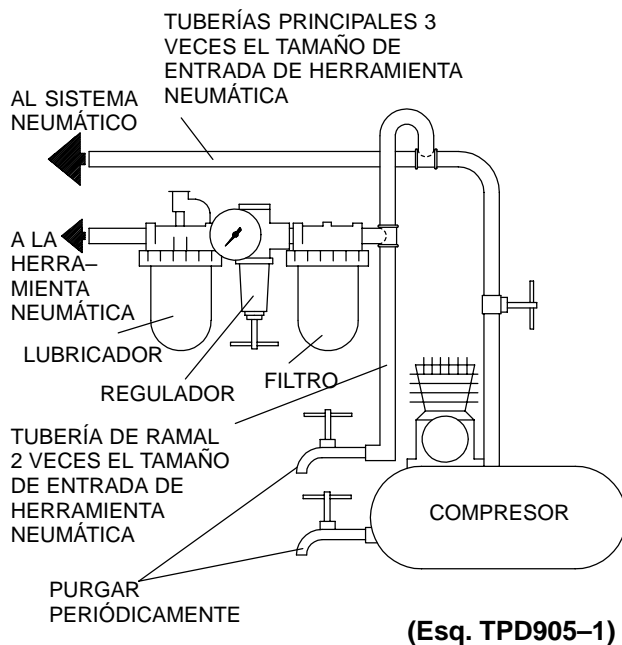 TUBERÍAS PRINCIPALES 3
VECES EL TAMAÑO DE
ENTRADA DE HERRAMIENTA
NEUMÁTICA
AL SISTEMA
NEUMÁTICO
A LA
HERRA–
MIENTA
NEUMÁTICA
LUBRICADOR
REGULADOR
FILTRO
TUBERÍA DE RAMAL
2 VECES EL TAMAÑO
DE ENTRADA DE
HERRAMIENTA
NEUMÁTICA
COMPRESOR
PURGAR
PERIÓDICAMENTE
(Esq. TPD905–1)